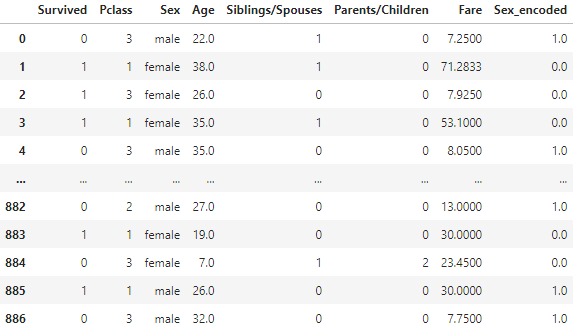 Survived Pclass Sex Age Siblings/Spouses Parents/Children Fare Sex_encoded
0 0 3 male 22.0 1 0 7.2500 1.0
1 1 1 female 38.0 1 0 71.2833 0.0
2 1 3 female 26.0 0 0 7.9250 0.0
3 1 1 female 35.0 1 0 53.1000 0.0
4 0 3 male 35.0 0 0 8.0500 1.0
... ... ... ... ... ... ... ... ...
882 0 2 male 27.0 0 0 13.0000 1.0
883 1 1 female 19.0 0 0 30.0000 0.0
884 0 3 female 7.0 1 2 23.4500 0.0
885 1 1 male 26.0 0 0 30.0000 1.0
886 0 3 male 32.0 0 0 7.7500 1.0